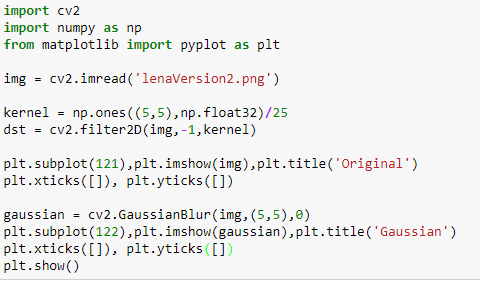 import cv2
import numpy as np
from matplotlib import pyplot as plt

img = cv2.imread('lenaVersion2.png')

kernel = np.ones((5,5),np.float32)/25
dst = cv2.filter2D(img,-1,kernel)

plt.subplot(121),plt.imshow(img),plt.title('Original')
plt.xticks([]), plt.yticks([])

gaussian = cv2.GaussianBlur(img,(5,5),0)
plt.subplot(122),plt.imshow(gaussian),plt.title('Gaussian')
plt.xticks([]), plt.yticks([])
plt.show()